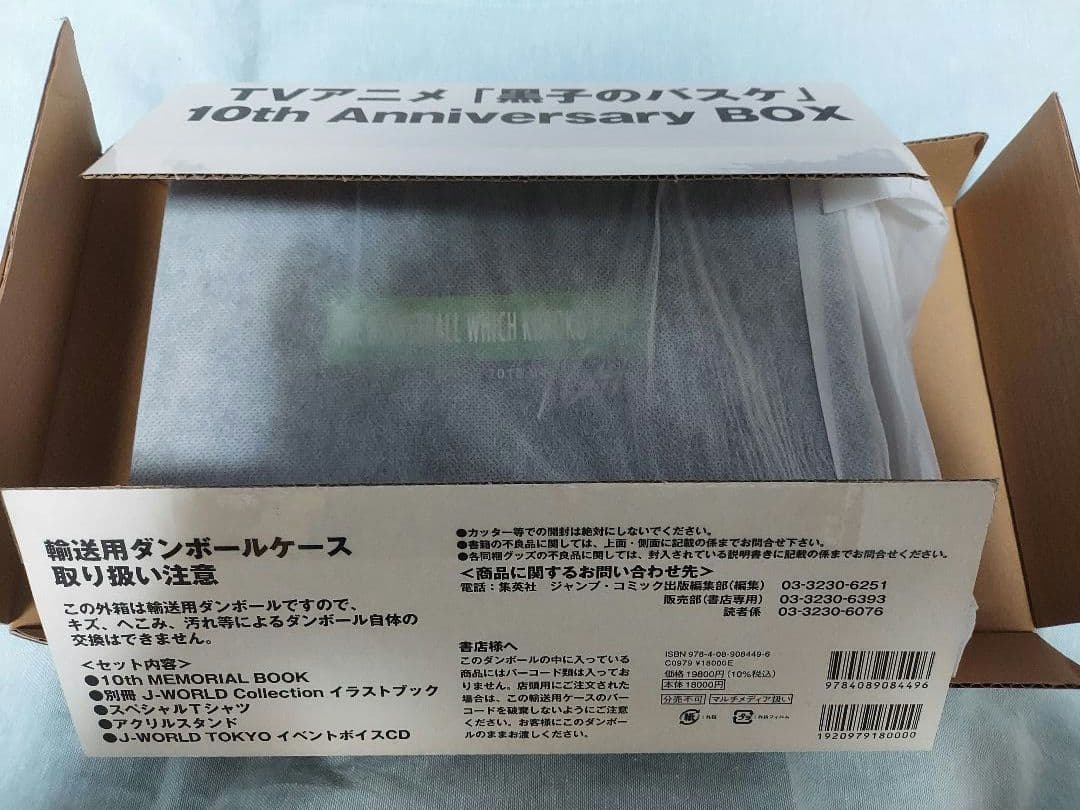 TVアニメ「黒子のバスケ」
10th Anniversary BOX
WHICH
輸送用ダンボールケース
取り扱い注意
この外箱は輸送用ダンボールですので、
キズ、へこみ、汚れ等によるダンボール自体の
交換はできません。
<セット内容>
●10th MEMORIAL BOOK
●別冊 J-WORLD Collection イラストブック
●スペシャルTシャツ
●アクリルスタンド
●J-WORLD TOKYO イベントボイスCD
●カッター等での開封は絶対にしないでください。
●書籍の不良品に関しては、上面・側面に記載の係までお問合せ下さい。
●各同梱グッズの不良品に関しては、封入されている説明書きに記載の係までお問合せください。
<商品に関するお問い合わせ先>
電話:集英社 ジャンプ・コミック出版編集部(編集) 03-3230-6251
販売部(書店専用) 03-3230-6393
読者係 03-3230-6076
書店様へ
このダンボールの中に入っている
商品にはバーコード類は入ってお
りません。店頭用にご注文された
場合は、この輸送用ケースのバー
コードを破棄しないようにご注意
ください。お客様にこのダンボー
ルのままお渡しください。
ISBN 978-4-08-908449-6
C0979 ¥18000E
価格 19800円(10%税込)
本体 18000円
分売不可 マルチメディア扱い
紙:外箱 プラ:外装フィルム
9784089084496
1920979180000